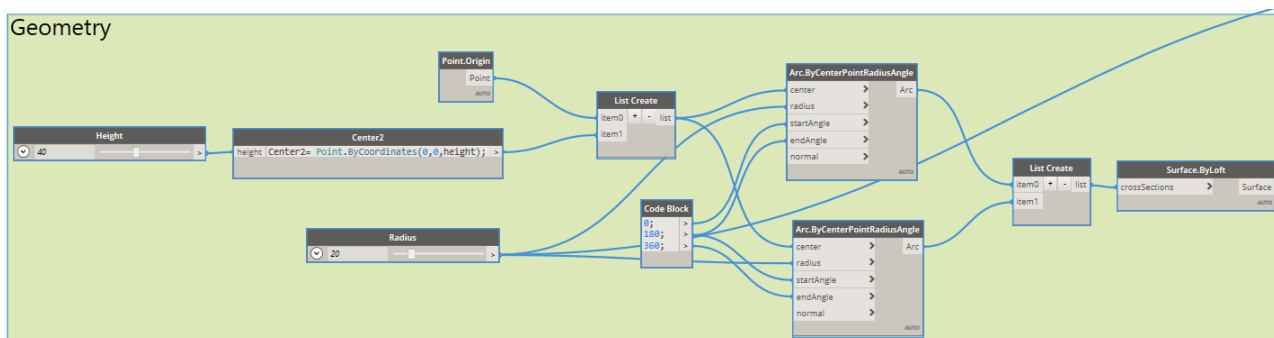 Geometry
Point.Origin
Point
AUTO
Height
40
>
Center2
height
Center2= Point.ByCoordinates(0,0,height);
>
List Create
item0 + - list
item1
Radius
20
>
Code Block
0; >
180; >
360; >
Arc.ByCenterPointRadiusAngle
center > Arc
radius >
startAngle >
endAngle >
normal >
AUTO
Arc.ByCenterPointRadiusAngle
center > Arc
radius >
startAngle >
endAngle >
normal >
AUTO
List Create
item0 + - list
item1
Surface.ByLoft
crossSections > Surface
AUTO